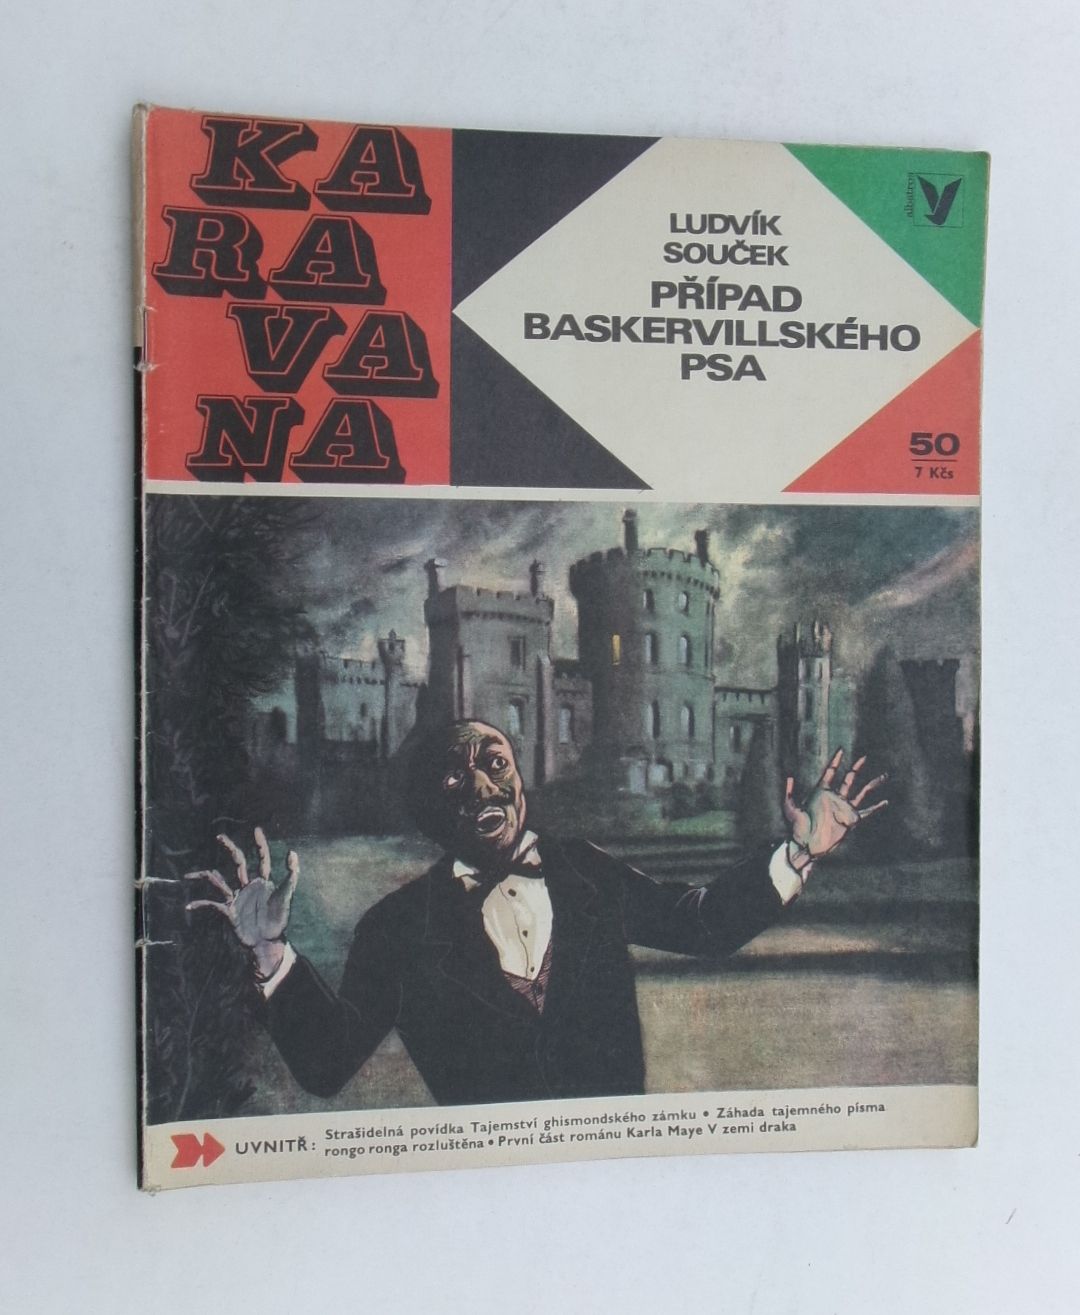 KA
RA
VA
NA
albatros
LUDVÍK
SOUČEK
PŘÍPAD
BASKERVILLSKÉHO
PSA
50
7 Kčs
UVNITŘ:
Strašidelná povídka Tajemství ghismondského zámku • Záhada tajemného písma
rongo ronga rozluštěna • První část románu Karla Maye V zemi draka